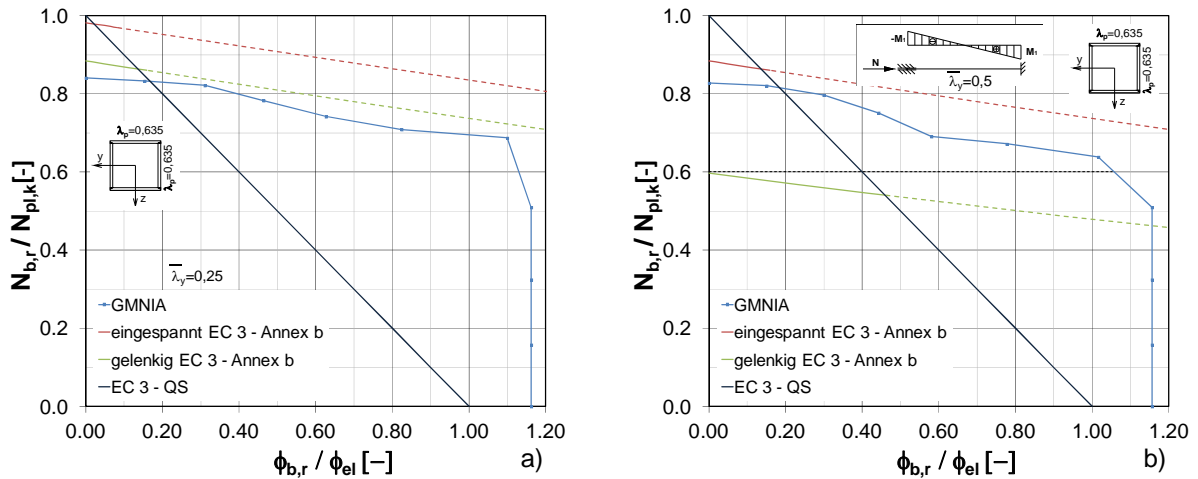 1.0
0.8
0.6
0.4
0.2
0.0
N_b,r / N_pl,k [-]
λ_p=0,635
y
λ_p=0,635
z
λ̅_y=0,25
GMNIA
eingespannt EC 3 - Annex b
gelenkig EC 3 - Annex b
EC 3 - QS
0.00 0.20 0.40 0.60 0.80 1.00 1.20
ϕ_b,r / ϕ_el [–]
a)
1.0
0.8
0.6
0.4
0.2
0.0
N_b,r / N_pl,k [-]
-M₁
M₁
N
λ̅_y=0,5
λ_p=0,635
y
λ_p=0,635
z
GMNIA
eingespannt EC 3 - Annex b
gelenkig EC 3 - Annex b
EC 3 - QS
0.00 0.20 0.40 0.60 0.80 1.00 1.20
ϕ_b,r / ϕ_el [–]
b)